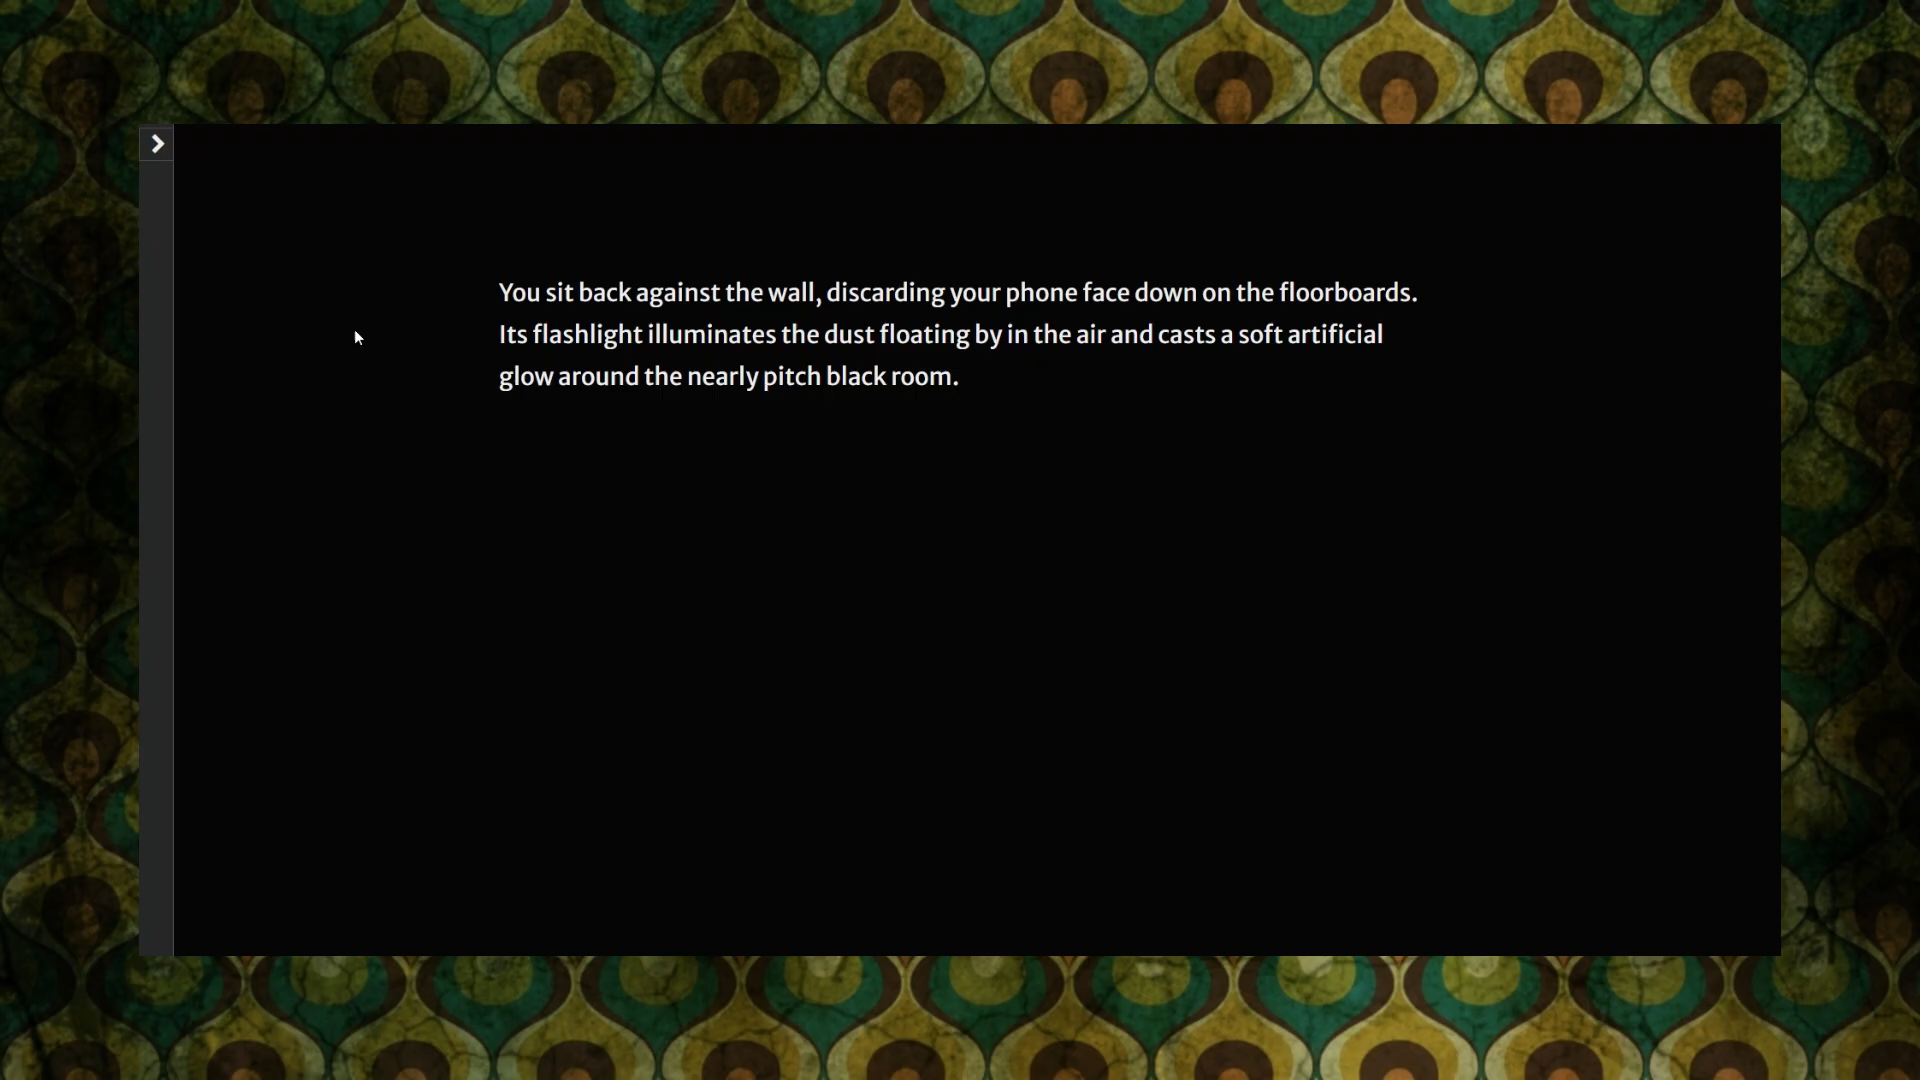 You sit back against the wall, discarding your phone face down on the floorboards.
Its flashlight illuminates the dust floating by in the air and casts a soft artificial
glow around the nearly pitch black room.